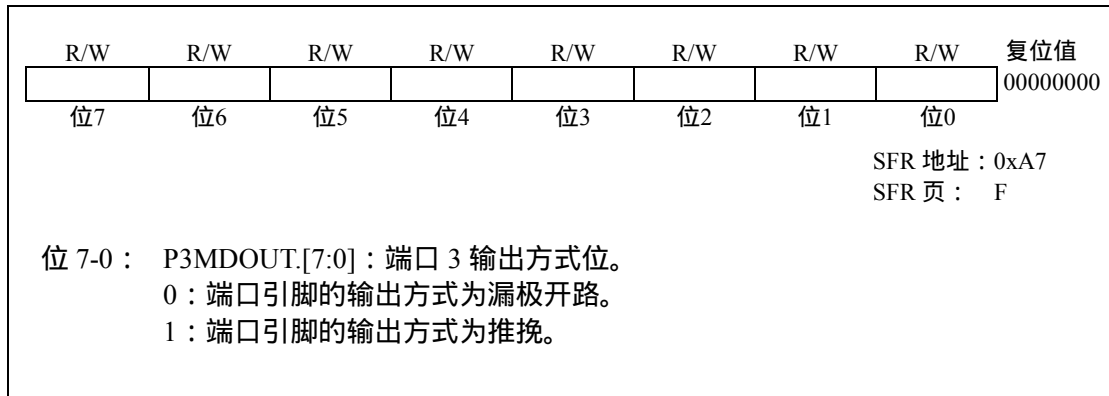 R/W R/W R/W R/W R/W R/W R/W R/W 复位值
00000000
位7 位6 位5 位4 位3 位2 位1 位0
SFR 地址：0xA7
SFR 页： F
位 7-0： P3MDOUT.[7:0]：端口 3 输出方式位。
0：端口引脚的输出方式为漏极开路。
1：端口引脚的输出方式为推挽。